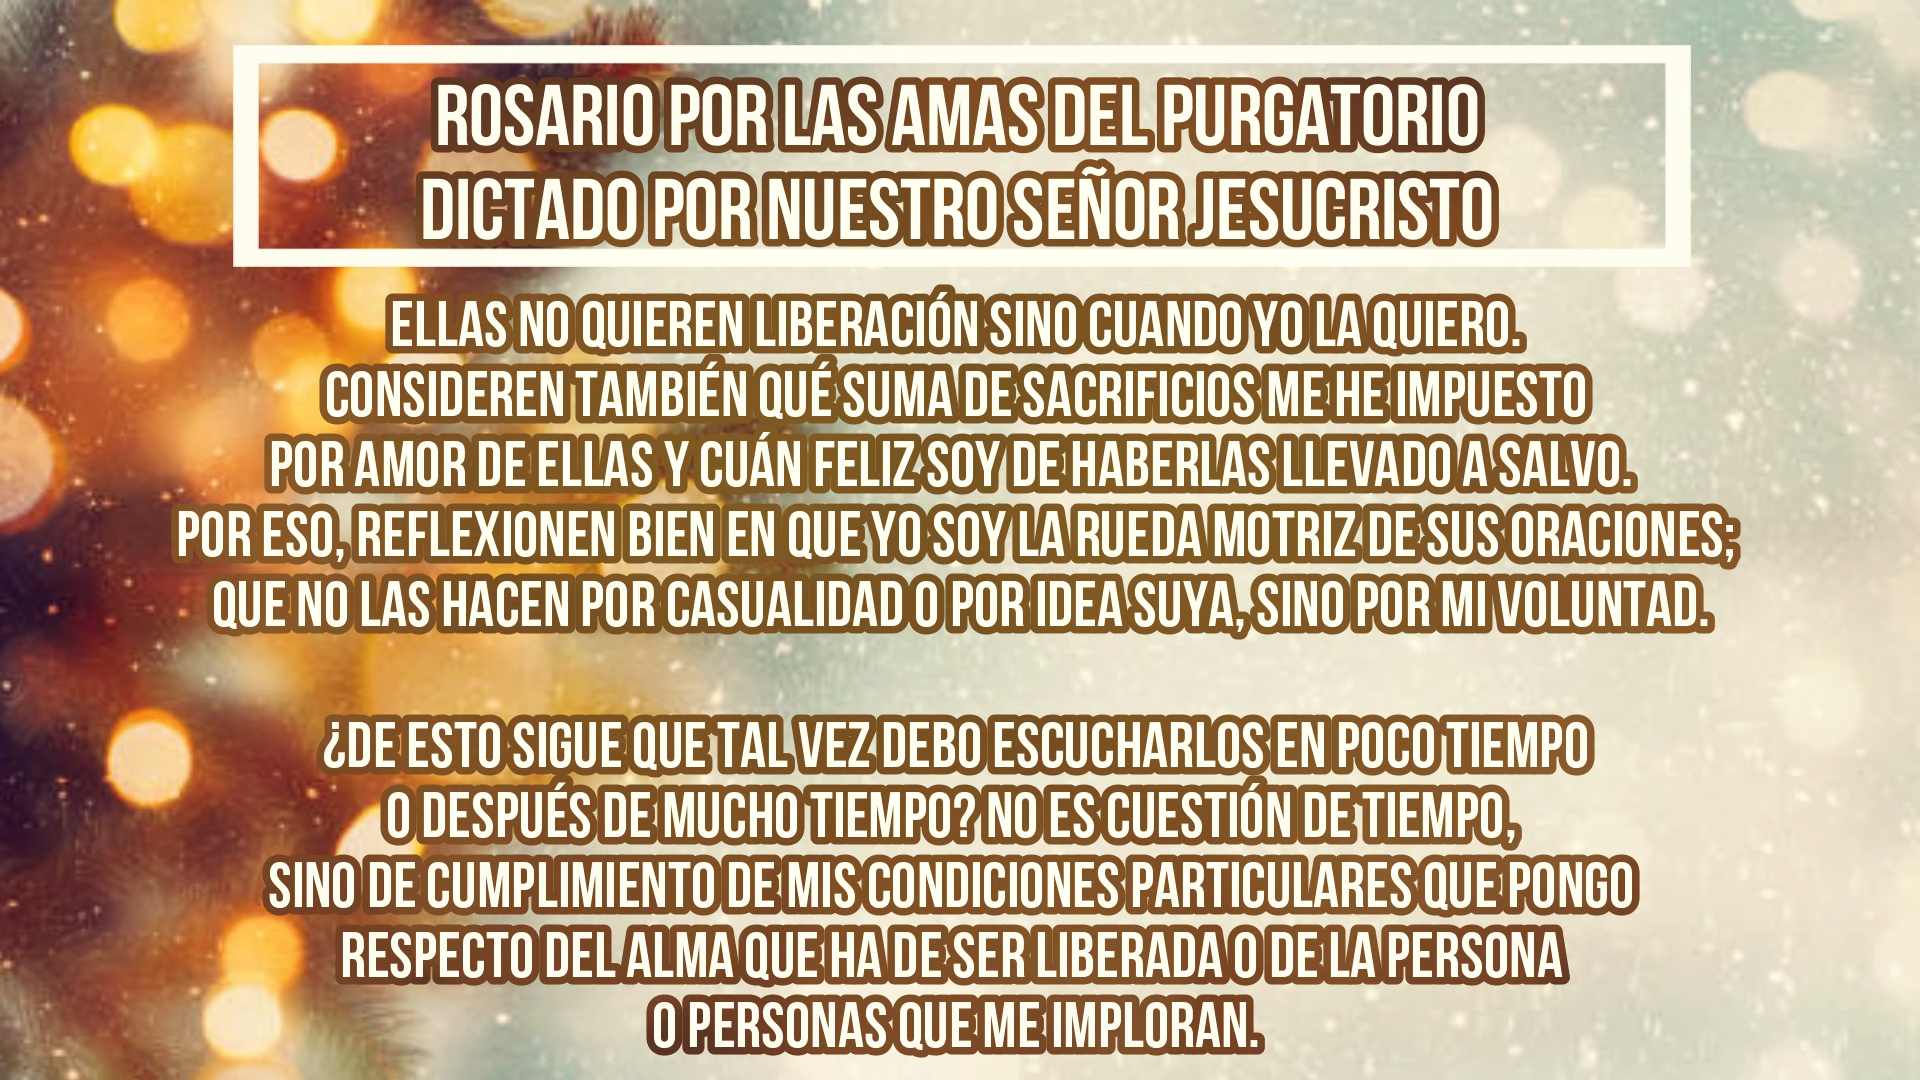 ROSARIO POR LAS AMAS DEL PURGATORIO
DICTADO POR NUESTRO SEÑOR JESUCRISTO
ELLAS NO QUIEREN LIBERACIÓN SINO CUANDO YO LA QUIERO.
CONSIDEREN TAMBIÉN QUÉ SUMA DE SACRIFICIOS ME HE IMPUESTO
POR AMOR DE ELLAS Y CUÁN FELIZ SOY DE HABERLAS LLEVADO A SALVO.
POR ESO, REFLEXIONEN BIEN EN QUE YO SOY LA RUEDA MOTRIZ DE SUS ORACIONES;
QUE NO LAS HACEN POR CASUALIDAD O POR IDEA SUYA, SINO POR MI VOLUNTAD.
¿DE ESTO SIGUE QUE TAL VEZ DEBO ESCUCHARLOS EN POCO TIEMPO
O DESPUÉS DE MUCHO TIEMPO? NO ES CUESTIÓN DE TIEMPO,
SINO DE CUMPLIMIENTO DE MIS CONDICIONES PARTICULARES QUE PONGO
RESPECTO DEL ALMA QUE HA DE SER LIBERADA O DE LA PERSONA
O PERSONAS QUE ME IMPLORAN.